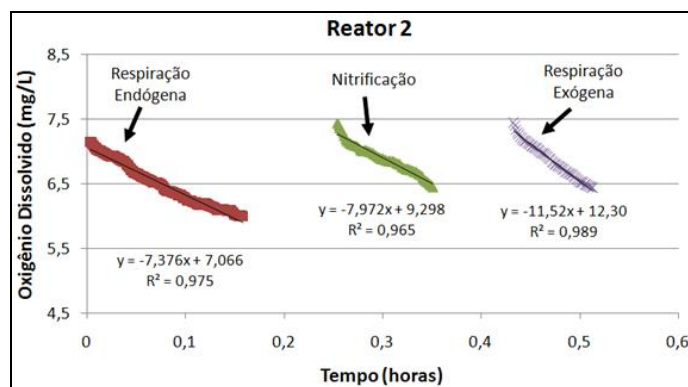 Reator 2
Oxigênio Dissolvido (mg/L)
8,5
7,5
6,5
5,5
4,5
Respiração
Endógena
Nitrificação
Respiração
Exógena
y = -7,376x + 7,066
R² = 0,975
y = -7,972x + 9,298
R² = 0,965
y = -11,52x + 12,30
R² = 0,989
0
0,1
0,2
0,3
0,4
0,5
0,6
Tempo (horas)